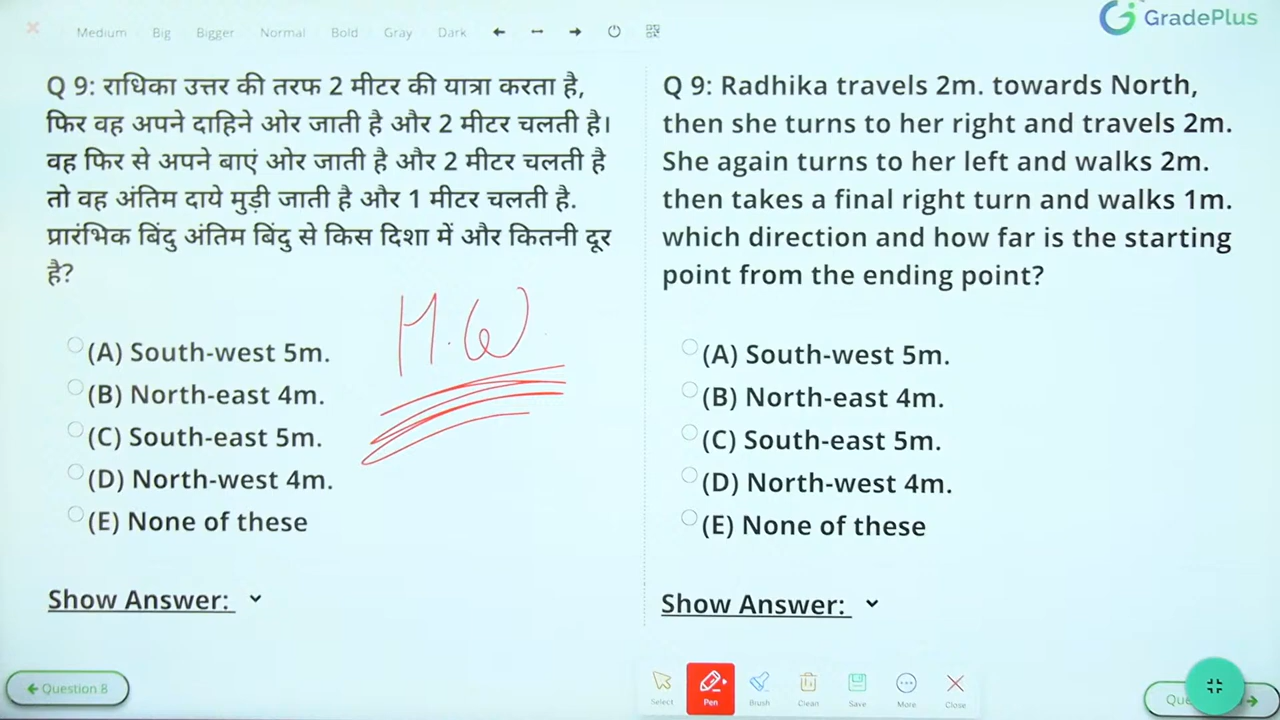 Medium Big Bigger Normal Bold Gray Dark
GradePlus
Q 9: राधिका उत्तर की तरफ 2 मीटर की यात्रा करता है,
फिर वह अपने दाहिने ओर जाती है और 2 मीटर चलती है।
वह फिर से अपने बाएं ओर जाती है और 2 मीटर चलती है
तो वह अंतिम दाये मुड़ी जाती है और 1 मीटर चलती है.
प्रारंभिक बिंदु अंतिम बिंदु से किस दिशा में और कितनी दूर
है?
H.W
(A) South-west 5m.
(B) North-east 4m.
(C) South-east 5m.
(D) North-west 4m.
(E) None of these
Show Answer:
Question 8
Q 9: Radhika travels 2m. towards North,
then she turns to her right and travels 2m.
She again turns to her left and walks 2m.
then takes a final right turn and walks 1m.
which direction and how far is the starting
point from the ending point?
(A) South-west 5m.
(B) North-east 4m.
(C) South-east 5m.
(D) North-west 4m.
(E) None of these
Show Answer:
Select Pen Brush Clean Save More Close